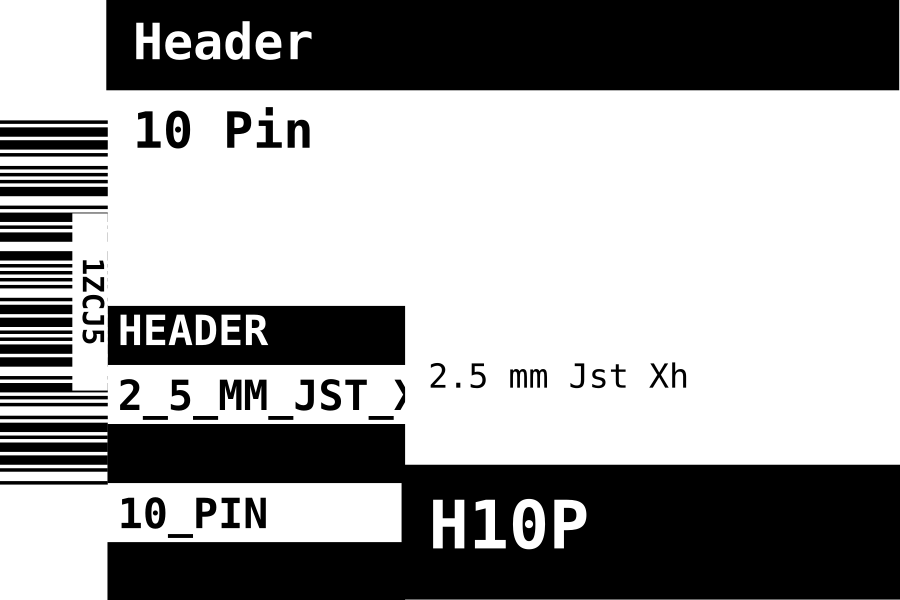 Header
10 Pin
1ZCJ5
HEADER
2_5_MM_JST_X
2.5 mm Jst Xh
10_PIN
H10P